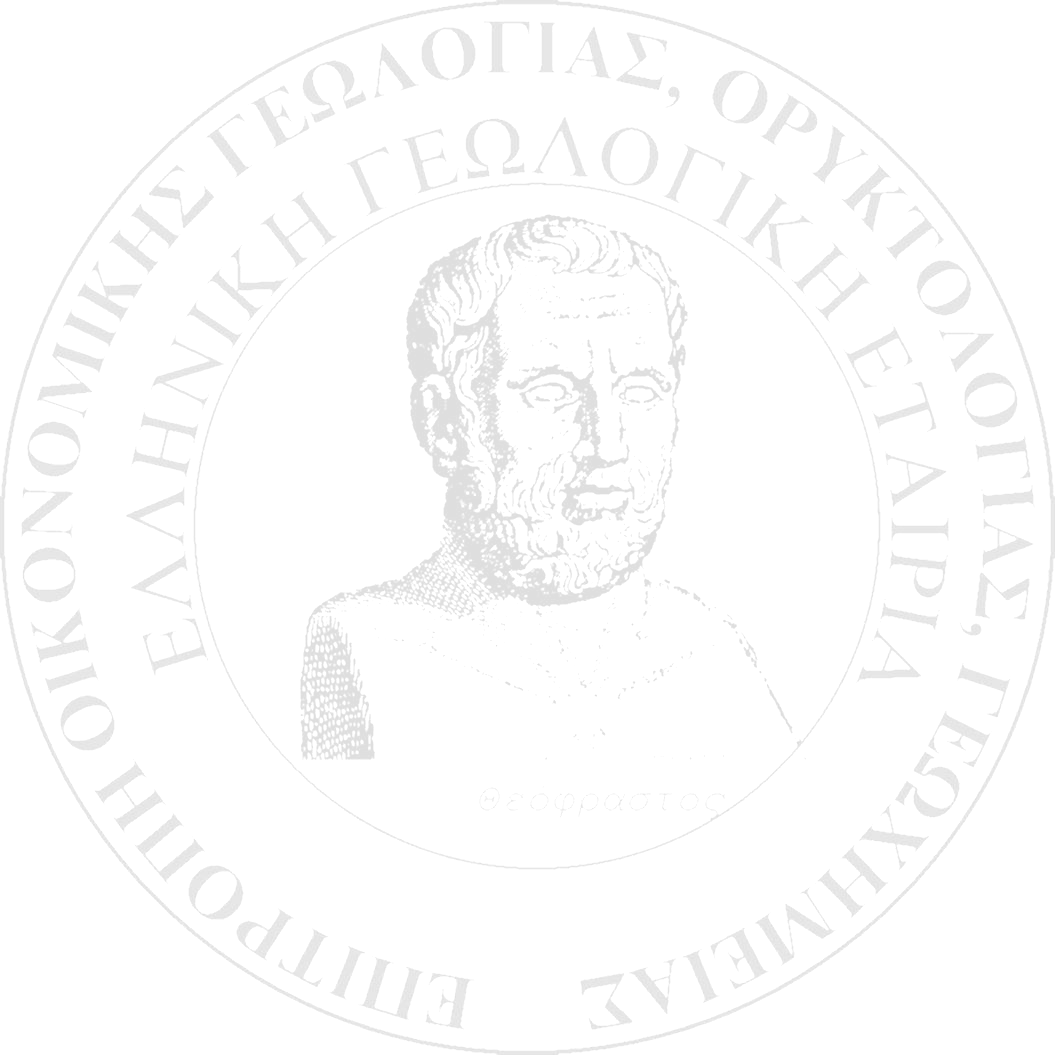 ΕΠΙΤΡΟΠΗ ΟΙΚΟΝΟΜΙΚΗΣ ΓΕΩΛΟΓΙΑΣ, ΟΡΥΚΤΟΛΟΓΙΑΣ, ΓΕΩΧΗΜΕΙΑΣ
ΕΛΛΗΝΙΚΗ ΓΕΩΛΟΓΙΚΗ ΕΤΑΙΡΙΑ
Θεοφραστος